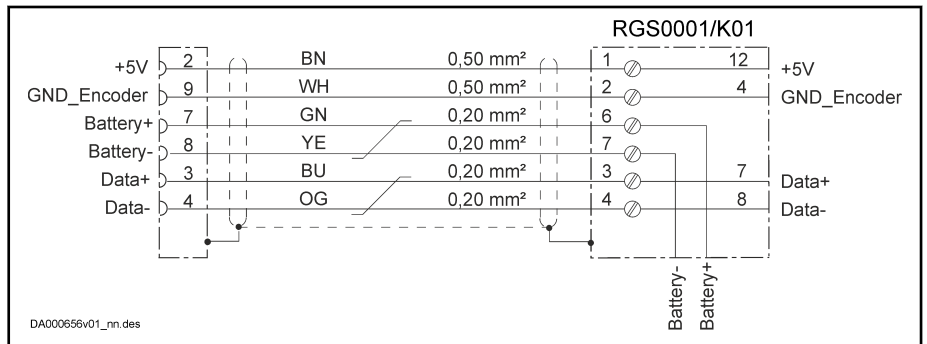 RGS0001/K01
+5V 2 BN 0,50 mm² 1 12 +5V
GND_Encoder 9 WH 0,50 mm² 2 4 GND_Encoder
Battery+ 7 GN 0,20 mm² 6
Battery- 8 YE 0,20 mm² 7
Data+ 3 BU 0,20 mm² 3 7 Data+
Data- 4 OG 0,20 mm² 4 8 Data-
Battery-
Battery+
DA000656v01_nn.des